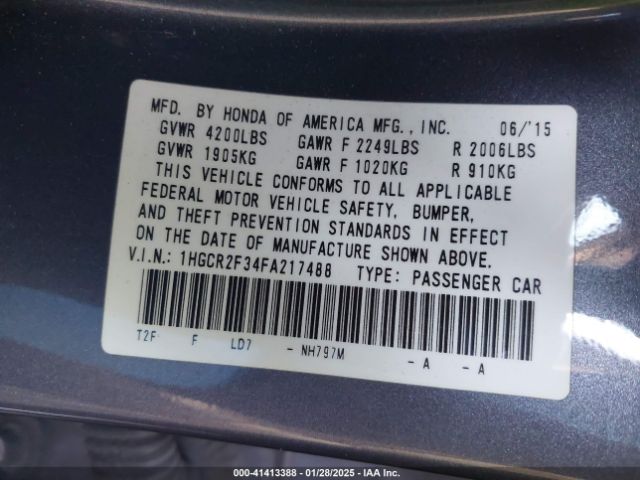 MFD. BY HONDA OF AMERICA MFG., INC. 06/'15
GVWR 4200LBS GAWR F 2249LBS R 2006LBS
GVWR 1905KG GAWR F 1020KG R 910KG
THIS VEHICLE CONFORMS TO ALL APPLICABLE
FEDERAL MOTOR VEHICLE SAFETY, BUMPER,
AND THEFT PREVENTION STANDARDS IN EFFECT
ON THE DATE OF MANUFACTURE SHOWN ABOVE.
V.I.N.: 1HGCR2F34FA217488 TYPE: PASSENGER CAR
T2F F LD7 - NH797M - A - A
000-41413388 - 01/28/2025 - IAA Inc.